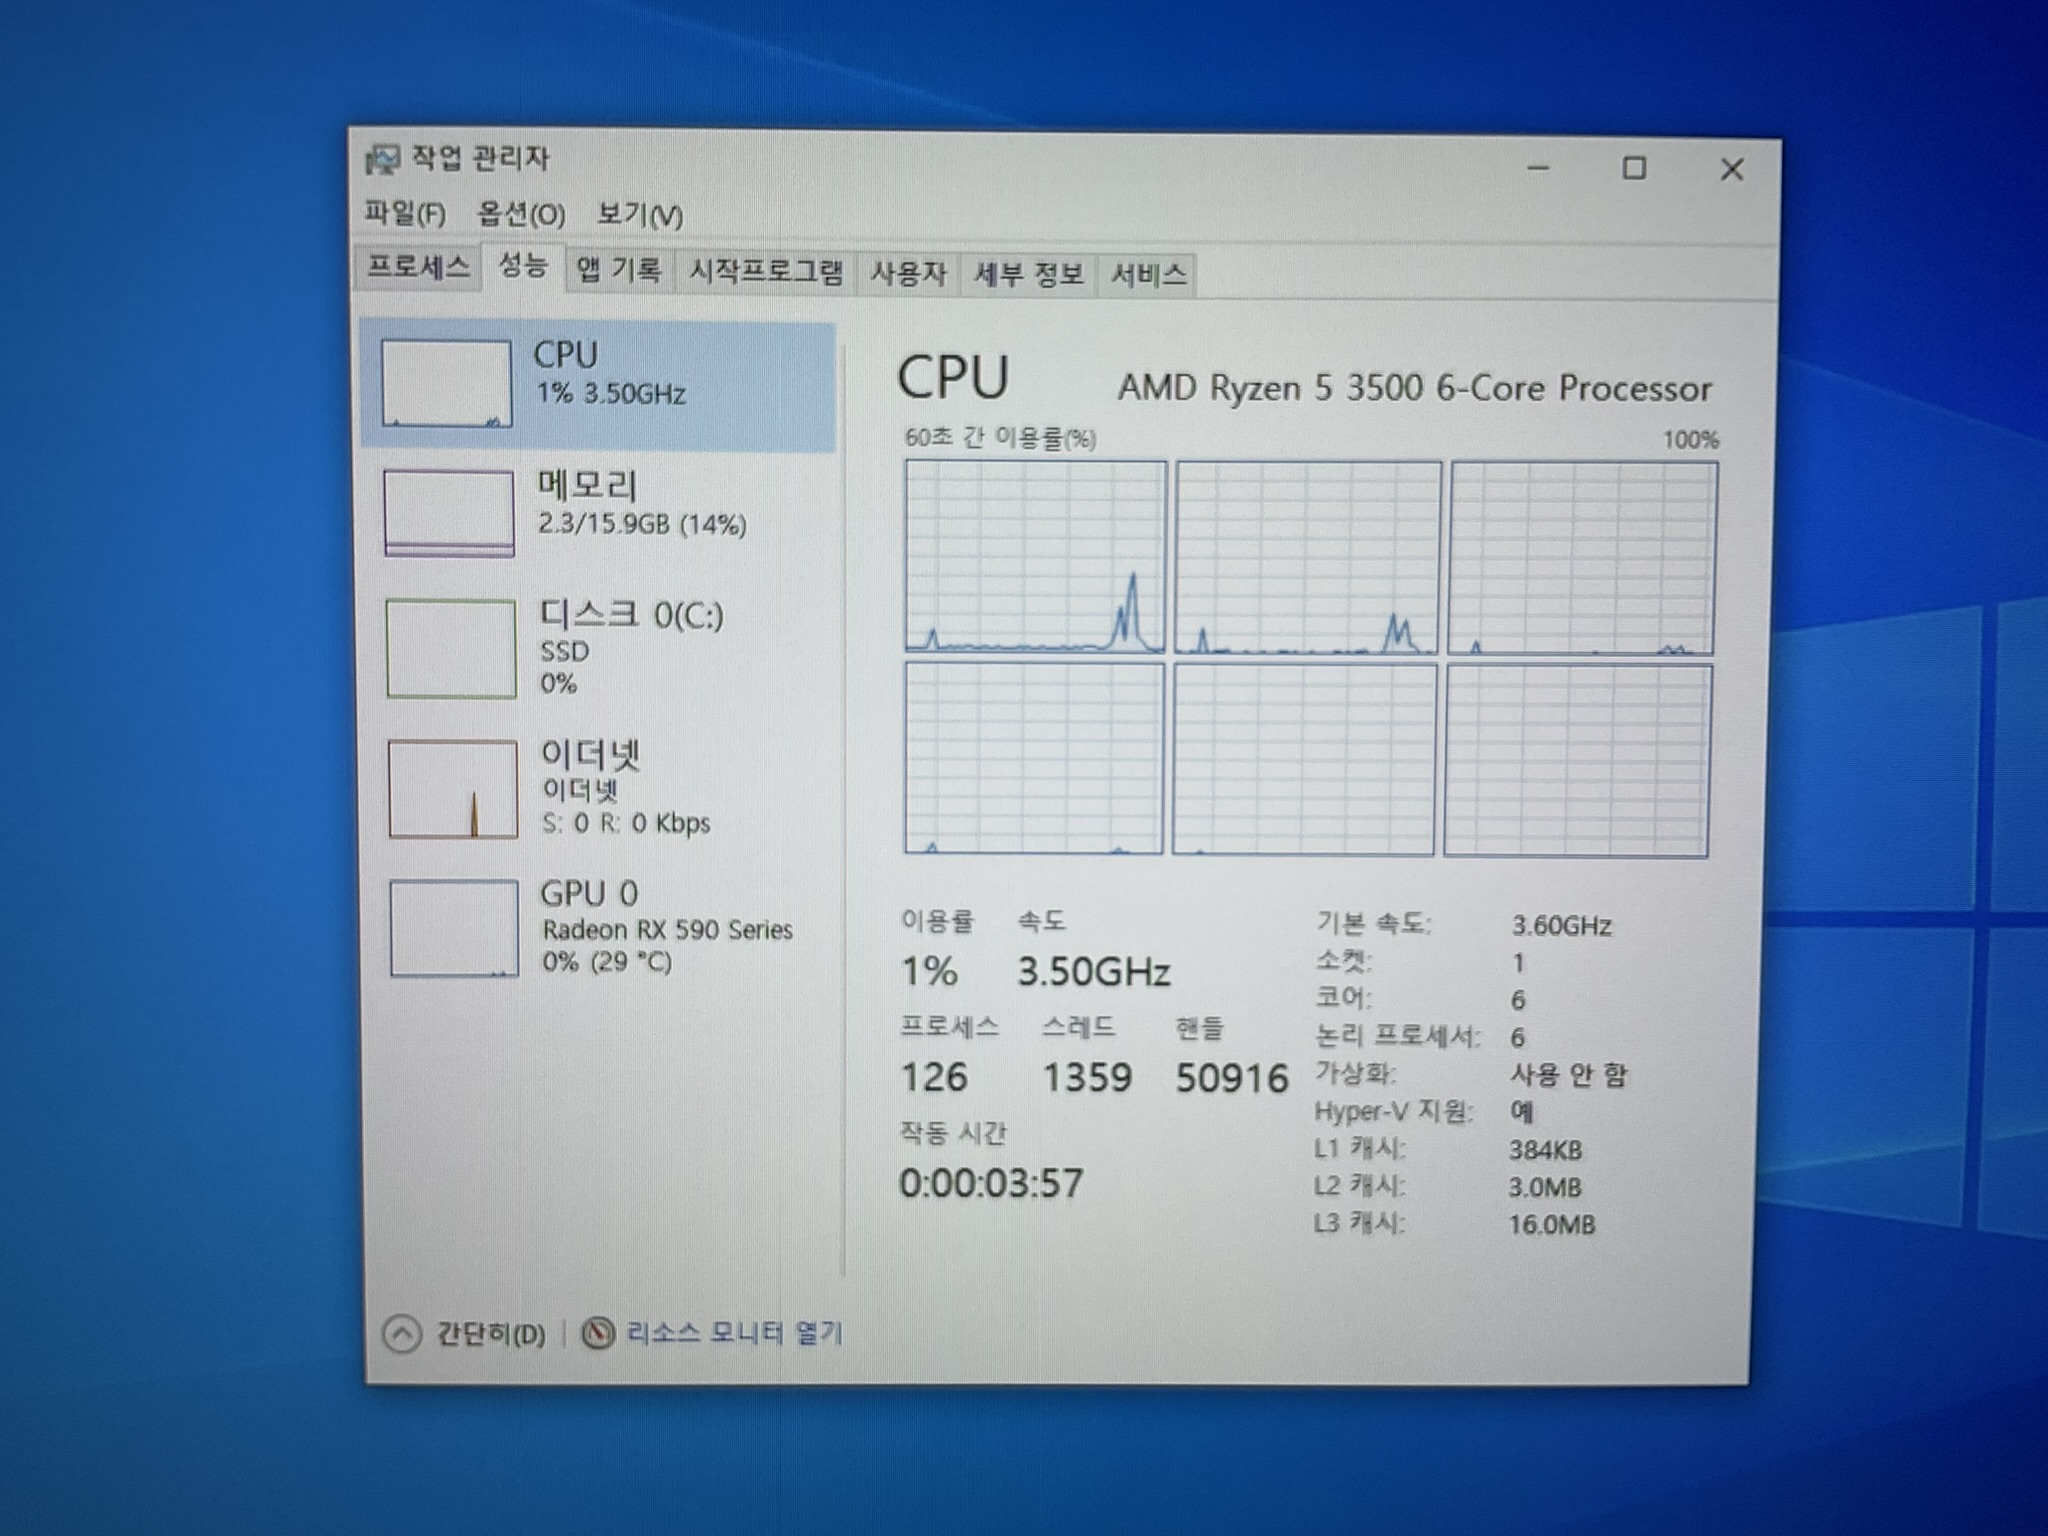 작업 관리자
파일(F) 옵션(O) 보기(V)
프로세스 성능 앱 기록 시작프로그램 사용자 세부 정보 서비스
CPU
1% 3.50GHz
메모리
2.3/15.9GB (14%)
디스크 0(C:)
SSD
0%
이더넷
이더넷
S: 0 R: 0 Kbps
GPU 0
Radeon RX 590 Series
0% (29 °C)
CPU AMD Ryzen 5 3500 6-Core Processor
60초 간 이용률(%) 100%
이용률 속도
1% 3.50GHz
프로세스 스레드 핸들
126 1359 50916
작동 시간
0:00:03:57
기본 속도: 3.60GHz
소켓: 1
코어: 6
논리 프로세서: 6
가상화: 사용 안 함
Hyper-V 지원: 예
L1 캐시: 384KB
L2 캐시: 3.0MB
L3 캐시: 16.0MB
간단히(D) 리소스 모니터 열기